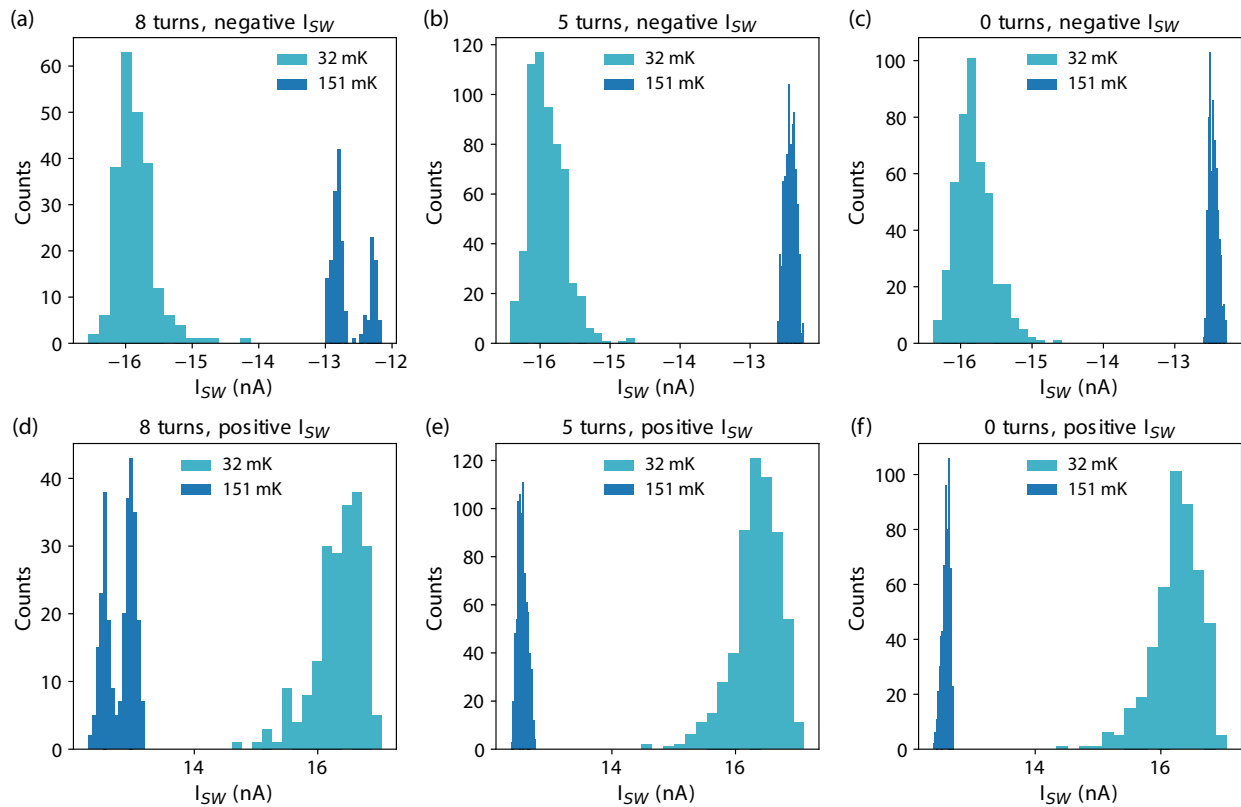 (a)
8 turns, negative I_SW
60
50
40
30
20
10
0
Counts
32 mK
151 mK
−16
−15
−14
−13
−12
I_SW (nA)
(b)
5 turns, negative I_SW
120
100
80
60
40
20
0
Counts
32 mK
151 mK
−16
−15
−14
−13
I_SW (nA)
(c)
0 turns, negative I_SW
100
80
60
40
20
0
Counts
32 mK
151 mK
−16
−15
−14
−13
I_SW (nA)
(d)
8 turns, positive I_SW
40
30
20
10
0
Counts
32 mK
151 mK
14
16
I_SW (nA)
(e)
5 turns, positive I_SW
120
100
80
60
40
20
0
Counts
32 mK
151 mK
14
16
I_SW (nA)
(f)
0 turns, positive I_SW
100
80
60
40
20
0
Counts
32 mK
151 mK
14
16
I_SW (nA)